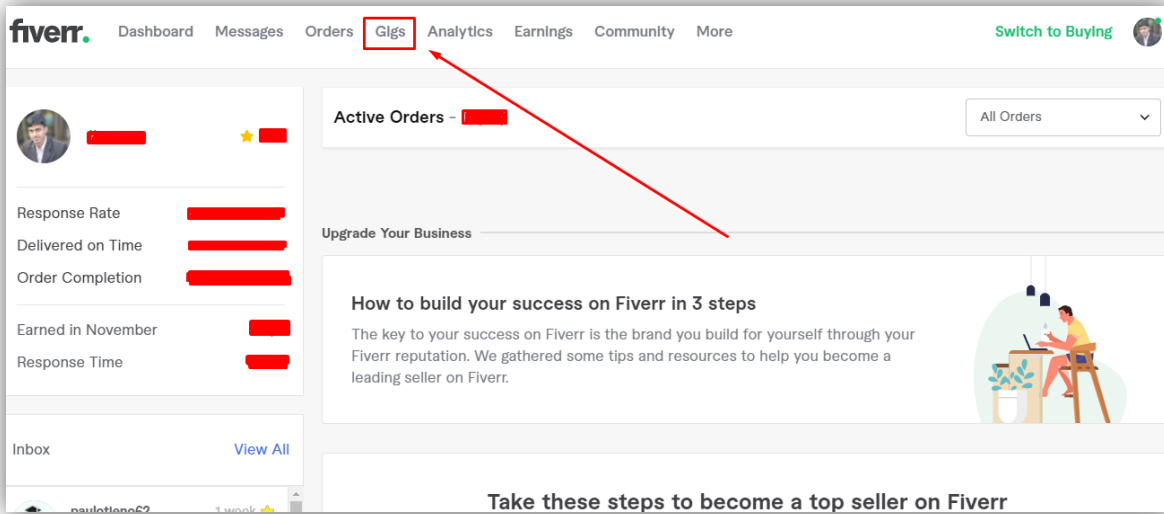 fiverr.
Dashboard Messages Orders Gigs Analytics Earnings Community More Switch to Buying
Active Orders - 
All Orders
Response Rate
Delivered on Time
Order Completion
Earned in November
Response Time
Inbox View All
1 week
Upgrade Your Business
How to build your success on Fiverr in 3 steps
The key to your success on Fiverr is the brand you build for yourself through your
Fiverr reputation. We gathered some tips and resources to help you become a
leading seller on Fiverr.
Take these steps to become a top seller on Fiverr